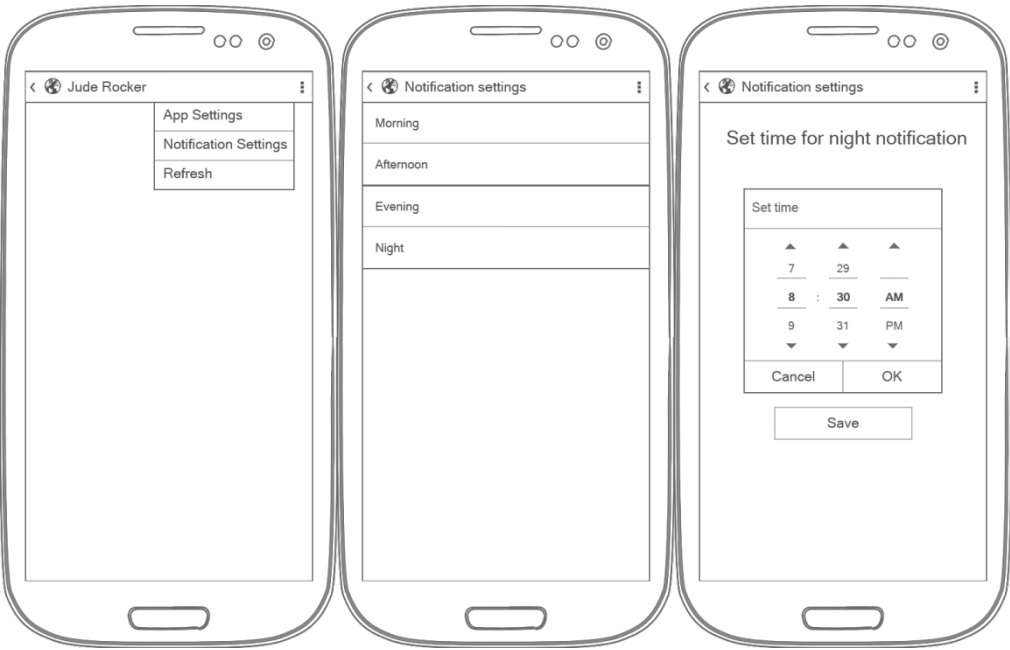 Jude Rocker
App Settings
Notification Settings
Refresh
Notification settings
Morning
Afternoon
Evening
Night
Notification settings
Set time for night notification
Set time
7 29
8 : 30 AM
9 31 PM
Cancel OK
Save